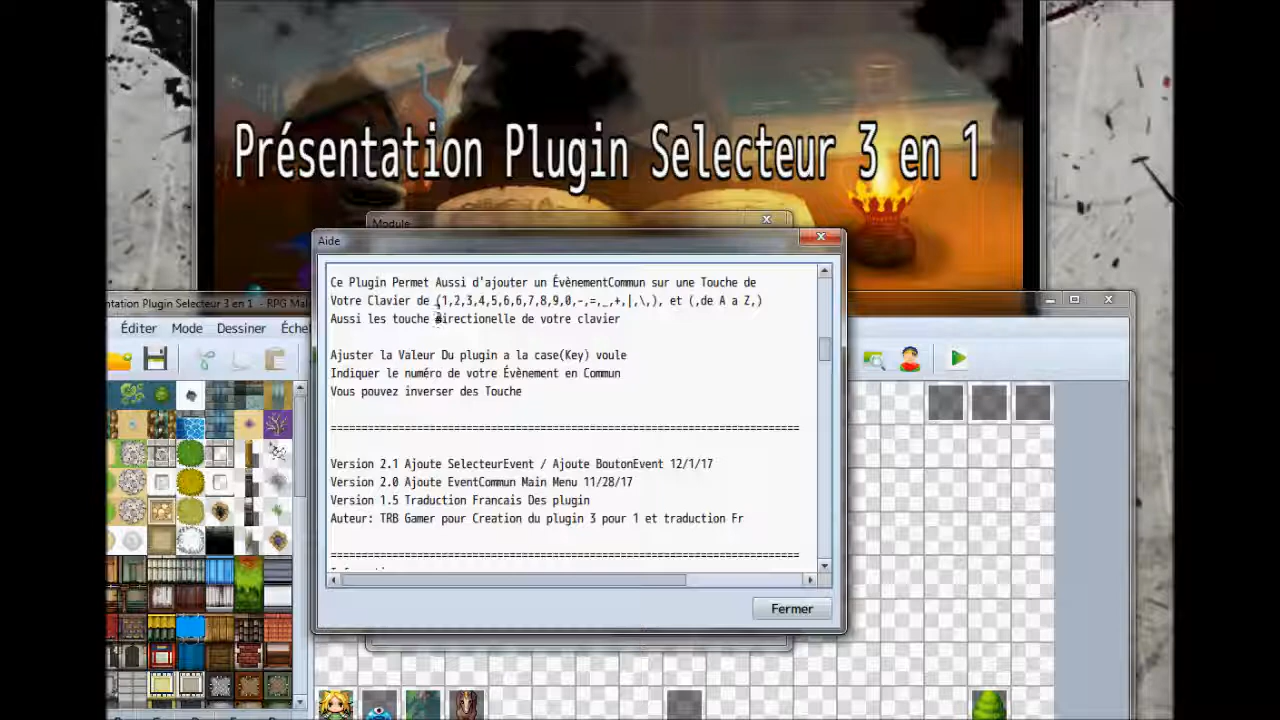 Présentation Plugin Selecteur 3 en 1
Module
Aide
Ce Plugin Permet Aussi d'ajouter un ÉvènementCommun sur une Touche de
Votre Clavier de (1,2,3,4,5,6,6,7,8,9,0,-,=,_,+,|,\,), et (,de A a Z,)
Aussi les touche directionelle de votre clavier
Ajuster la Valeur Du plugin a la case(Key) voule
Indiquer le numéro de votre Évènement en Commun
Vous pouvez inverser des Touche
=============================================================================
Version 2.1 Ajoute SelecteurEvent / Ajoute BoutonEvent 12/1/17
Version 2.0 Ajoute EventCommun Main Menu 11/28/17
Version 1.5 Traduction Francais Des plugin
Auteur: TRB Gamer pour Creation du plugin 3 pour 1 et traduction Fr
=============================================================================
Fermer
ntation Plugin Selecteur 3 en 1 - RPG Mal
Éditer Mode Dessiner Échel